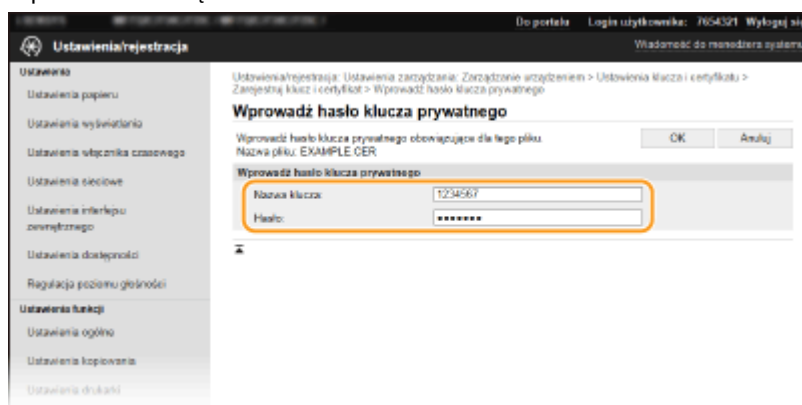 Do portalu Login użytkownika: 7654321 Wyloguj się
Ustawienia/rejestracja
Wiadomość do menedżera systemu
Ustawienia
Ustawienia papieru
Ustawienia wyświetlania
Ustawienia włącznika czasowego
Ustawienia sieciowe
Ustawienia interfejsu
zewnętrznego
Ustawienia dostępności
Regulacja poziomu głośności
Ustawienia funkcji
Ustawienia ogólne
Ustawienia kopiowania
Ustawienia drukarki
Ustawienia/rejestracja: Ustawienia zarządzania: Zarządzanie urządzeniem > Ustawienia klucza i certyfikatu >
Zarejestruj klucz i certyfikat > Wprowadź hasło klucza prywatnego
Wprowadź hasło klucza prywatnego
Wprowadź hasło klucza prywatnego obowiązujące dla tego pliku.
Nazwa pliku: EXAMPLE.CER
OK Anuluj
Wprowadź hasło klucza prywatnego
Nazwa klucza: 1234567
Hasło: •••••••